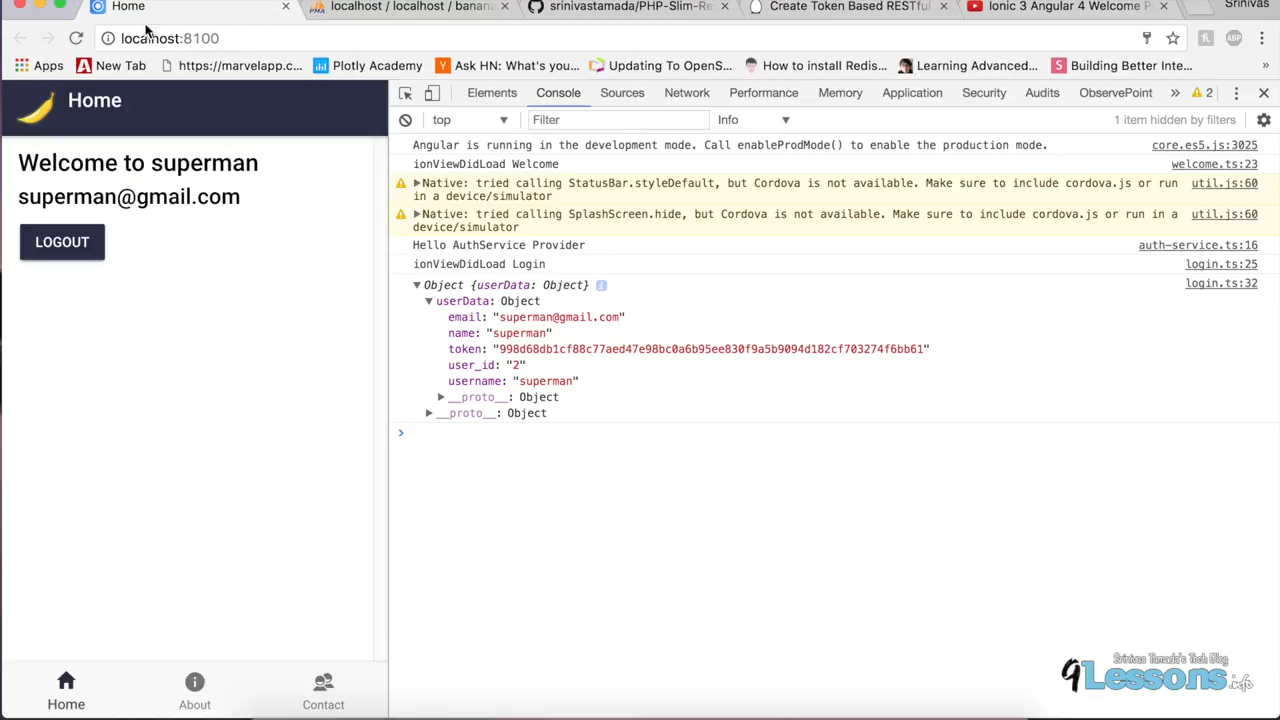 Home
localhost / localhost / banana
srinivastamada/PHP-Slim-Re
Create Token Based RESTful
Ionic 3 Angular 4 Welcome P
Srinivas
localhost:8100
ABP
Apps
New Tab
https://marvelapp.c...
Plotly Academy
Ask HN: What's you...
Updating To OpenS...
How to install Redis...
Learning Advanced...
Building Better Inte...
»
Home
Welcome to superman
superman@gmail.com
LOGOUT
Home
About
Contact
Elements Console Sources Network Performance Memory Application Security Audits ObservePoint » 2
top Filter Info 1 item hidden by filters
Angular is running in the development mode. Call enableProdMode() to enable the production mode. core.es5.js:3025
ionViewDidLoad Welcome welcome.ts:23
Native: tried calling StatusBar.styleDefault, but Cordova is not available. Make sure to include cordova.js or run util.js:60
in a device/simulator
Native: tried calling SplashScreen.hide, but Cordova is not available. Make sure to include cordova.js or run in a util.js:60
device/simulator
Hello AuthService Provider auth-service.ts:16
ionViewDidLoad Login login.ts:25
Object {userData: Object} login.ts:32
userData: Object
email: "superman@gmail.com"
name: "superman"
token: "998d68db1cf88c77aed47e98bc0a6b95ee830f9a5b9094d182cf703274f6bb61"
user_id: "2"
username: "superman"
__proto__: Object
__proto__: Object
>
Srinivas Tamada's Tech Blog
9Lessons.info